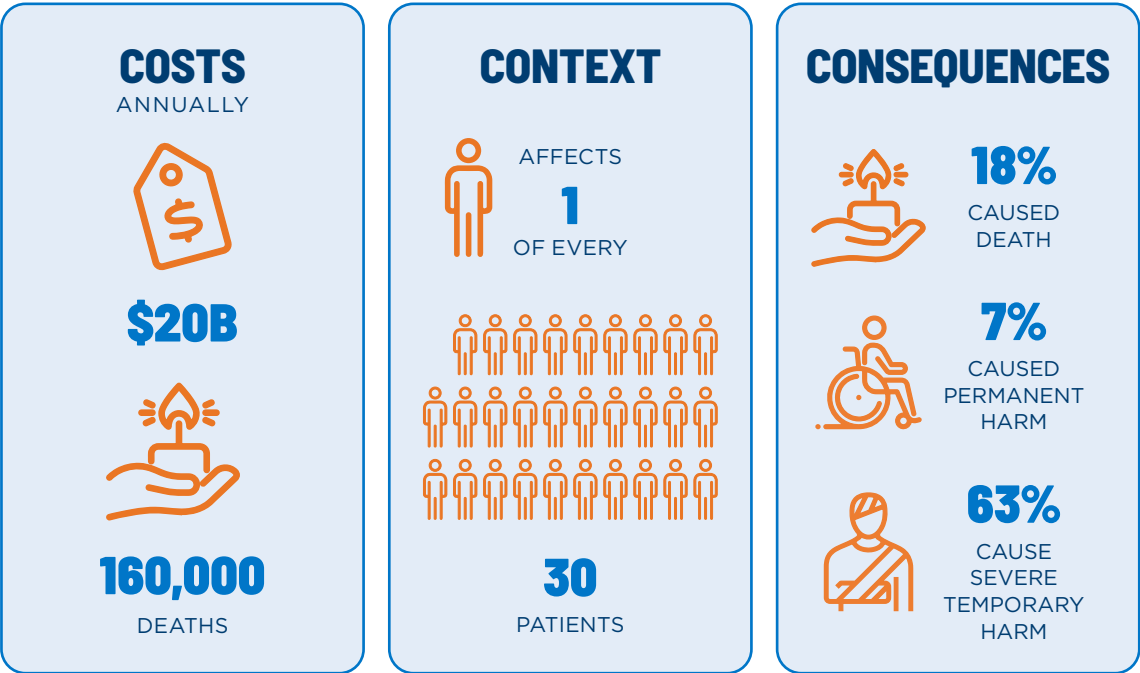 COSTS
ANNUALLY
$
$20B
160,000
DEATHS
CONTEXT
AFFECTS
1
OF EVERY
30
PATIENTS
CONSEQUENCES
18%
CAUSED
DEATH
7%
CAUSED
PERMANENT
HARM
63%
CAUSE
SEVERE
TEMPORARY
HARM